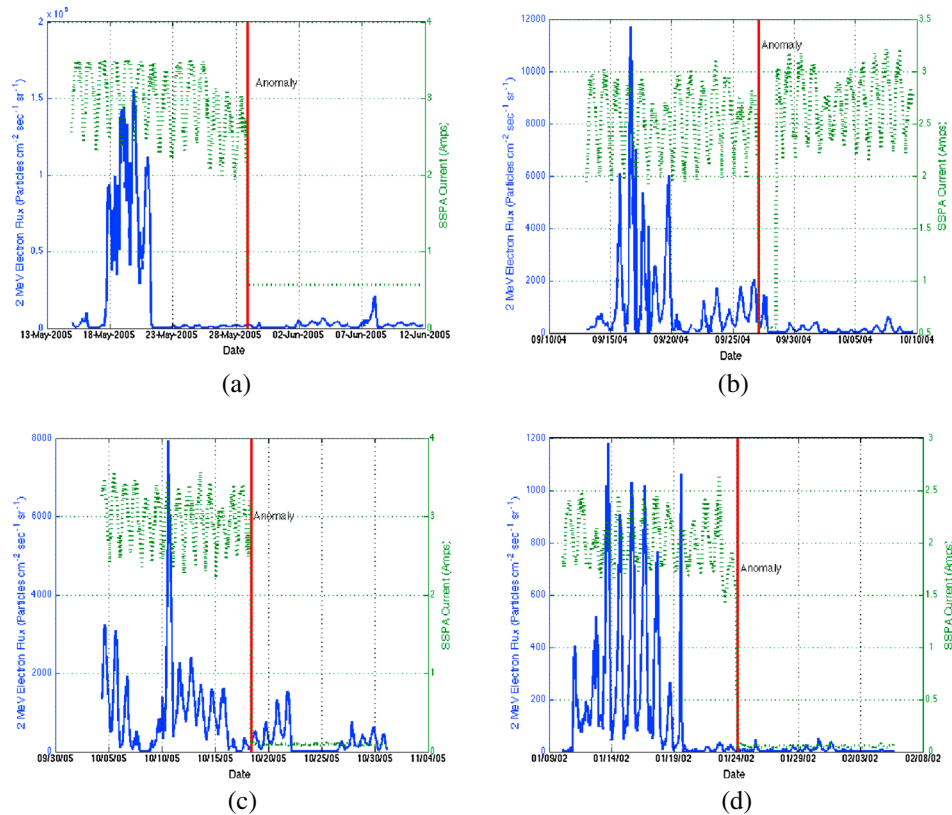 2 × 10⁵
4
2 MeV Electron Flux (Particles cm⁻² sec⁻¹ sr⁻¹)
1.5
1
0.5
0
Anomaly
3
2
1
0
SSPA Current (Amps)
13-May-2005 18-May-2005 23-May-2005 28-May-2005 02-Jun-2005 07-Jun-2005 12-Jun-2005
Date
(a)
12000
10000
8000
6000
4000
2000
0
2 MeV Electron Flux (Particles cm⁻² sec⁻¹ sr⁻¹)
Anomaly
3.5
3
2.5
2
1.5
1
0.5
SSPA Current (Amps)
09/10/04 09/15/04 09/20/04 09/25/04 09/30/04 10/05/04 10/10/04
Date
(b)
8000
6000
4000
2000
0
2 MeV Electron Flux (Particles cm⁻² sec⁻¹ sr⁻¹)
Anomaly
4
3
2
1
0
SSPA Current (Amps)
09/30/05 10/05/05 10/10/05 10/15/05 10/20/05 10/25/05 10/30/05 11/04/05
Date
(c)
1200
1000
800
600
400
200
0
2 MeV Electron Flux (Particles cm⁻² sec⁻¹ sr⁻¹)
Anomaly
3
2.5
2
1.5
1
0.5
0
SSPA Current (Amps)
01/09/02 01/14/02 01/19/02 01/24/02 01/29/02 02/03/02 02/08/02
Date
(d)